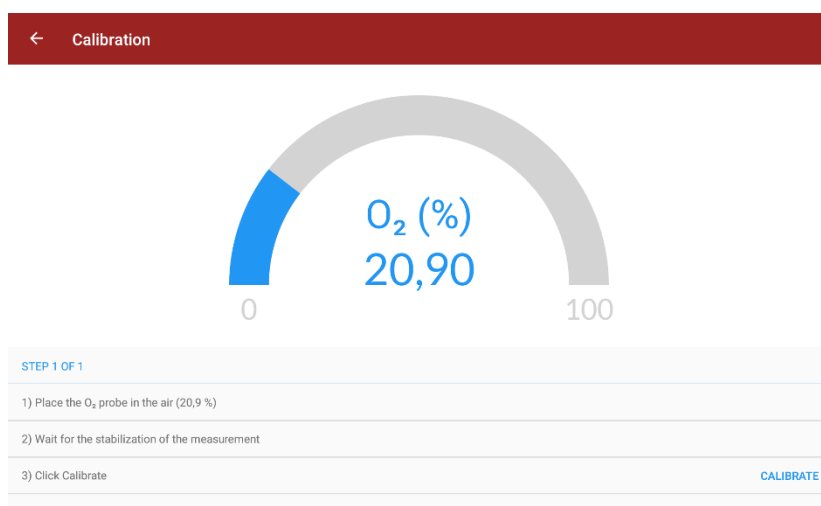 Calibration
O₂ (%)
20,90
0 100
STEP 1 OF 1
1) Place the O₂ probe in the air (20,9 %)
2) Wait for the stabilization of the measurement
3) Click Calibrate CALIBRATE